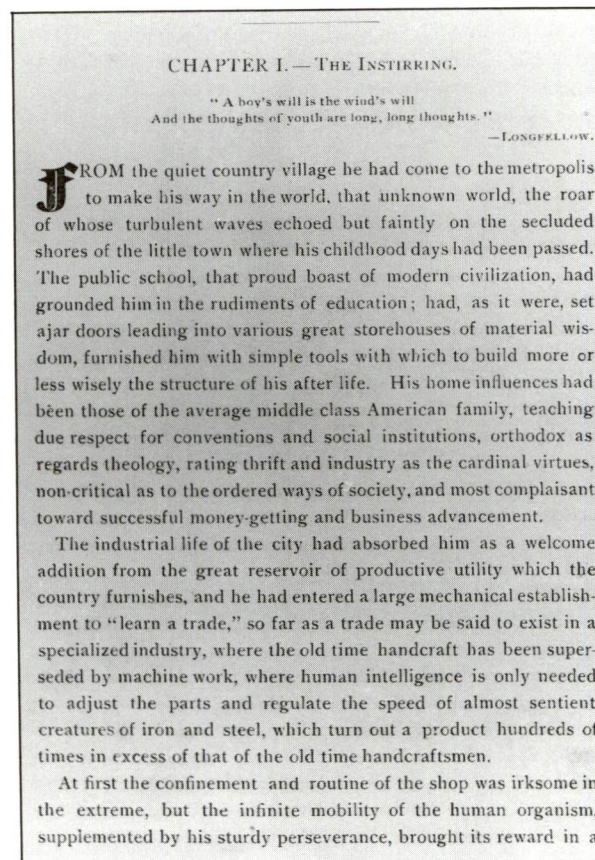 CHAPTER I.—THE INSTIRRING.
"A boy's will is the wind's will
And the thoughts of youth are long, long thoughts."
—LONGFELLOW.
FROM the quiet country village he had come to the metropolis
to make his way in the world, that unknown world, the roar
of whose turbulent waves echoed but faintly on the secluded
shores of the little town where his childhood days had been passed.
The public school, that proud boast of modern civilization, had
grounded him in the rudiments of education; had, as it were, set
ajar doors leading into various great storehouses of material wis-
dom, furnished him with simple tools with which to build more or
less wisely the structure of his after life. His home influences had
been those of the average middle class American family, teaching
due respect for conventions and social institutions, orthodox as
regards theology, rating thrift and industry as the cardinal virtues,
non-critical as to the ordered ways of society, and most complaisant
toward successful money-getting and business advancement.
The industrial life of the city had absorbed him as a welcome
addition from the great reservoir of productive utility which the
country furnishes, and he had entered a large mechanical establish-
ment to "learn a trade," so far as a trade may be said to exist in a
specialized industry, where the old time handcraft has been super-
seded by machine work, where human intelligence is only needed
to adjust the parts and regulate the speed of almost sentient
creatures of iron and steel, which turn out a product hundreds of
times in excess of that of the old time handcraftsmen.
At first the confinement and routine of the shop was irksome in
the extreme, but the infinite mobility of the human organism,
supplemented by his sturdy perseverance, brought its reward in a